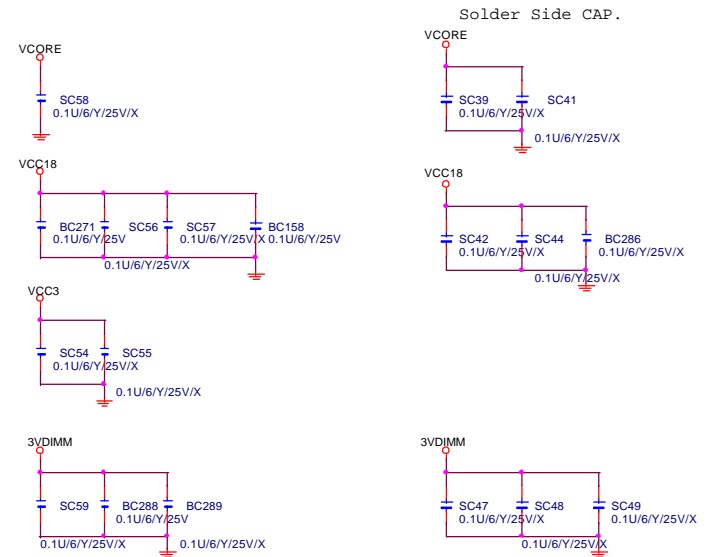 Solder Side CAP.
VCORE
SC58
0.1U/6/Y/25V/X
VCC18
BC271
0.1U/6/Y/25V
SC56
0.1U/6/Y/25V/X
SC57
0.1U/6/Y/25V/X
BC158
0.1U/6/Y/25V
VCC3
SC54
0.1U/6/Y/25V/X
SC55
0.1U/6/Y/25V/X
3VDIMM
SC59
0.1U/6/Y/25V/X
BC288
0.1U/6/Y/25V
BC289
0.1U/6/Y/25V/X
VCORE
SC39
0.1U/6/Y/25V/X
SC41
0.1U/6/Y/25V/X
VCC18
SC42
0.1U/6/Y/25V/X
SC44
0.1U/6/Y/25V/X
BC286
0.1U/6/Y/25V/X
3VDIMM
SC47
0.1U/6/Y/25V/X
SC48
0.1U/6/Y/25V/X
SC49
0.1U/6/Y/25V/X